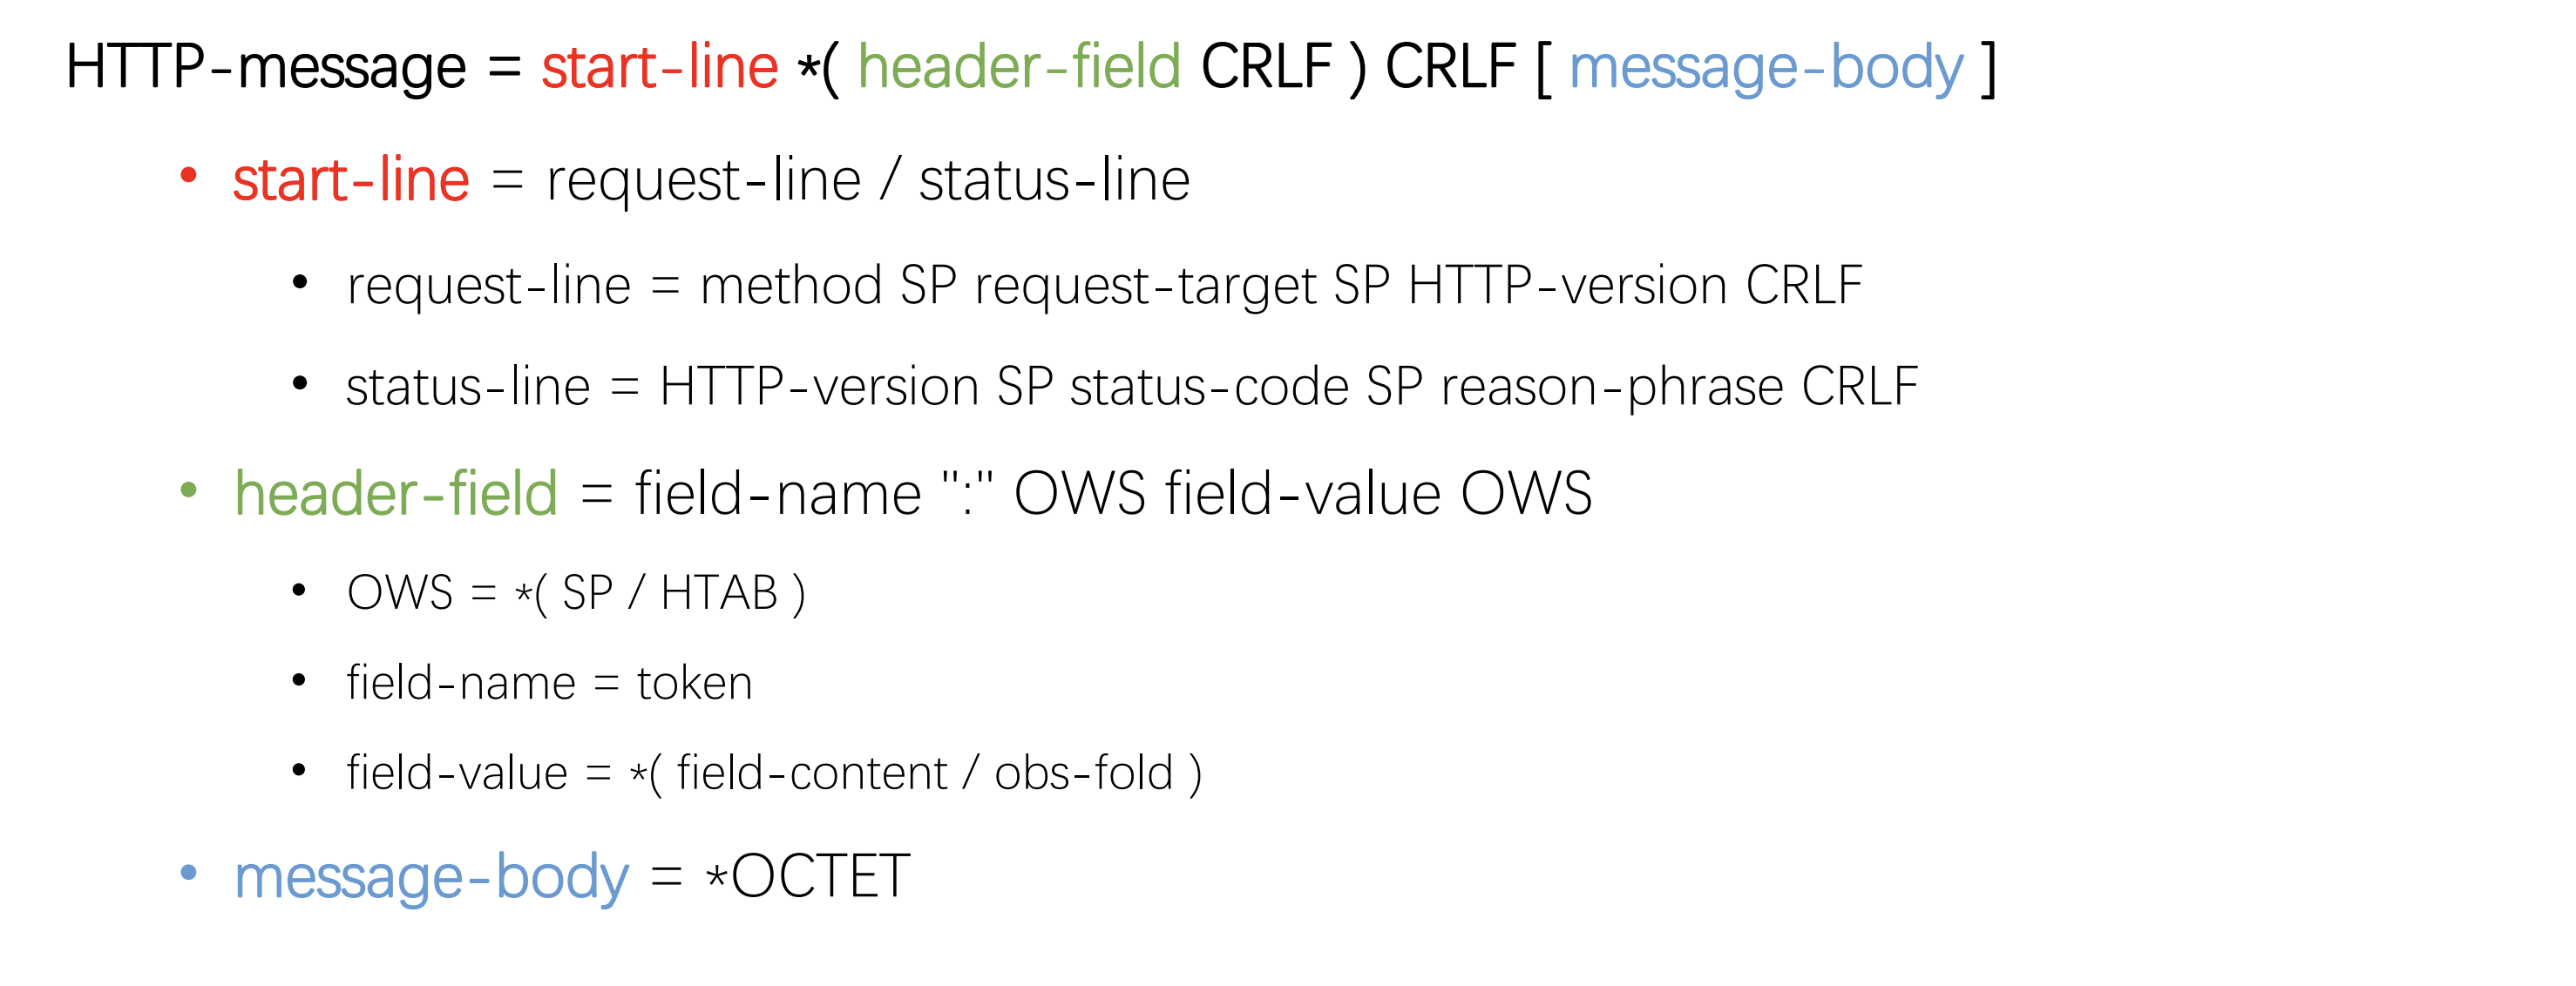 HTTP-message = start-line *( header-field CRLF ) CRLF [ message-body ]
• start-line = request-line / status-line
• request-line = method SP request-target SP HTTP-version CRLF
• status-line = HTTP-version SP status-code SP reason-phrase CRLF
• header-field = field-name ":" OWS field-value OWS
• OWS = *( SP / HTAB )
• field-name = token
• field-value = *( field-content / obs-fold )
• message-body = *OCTET